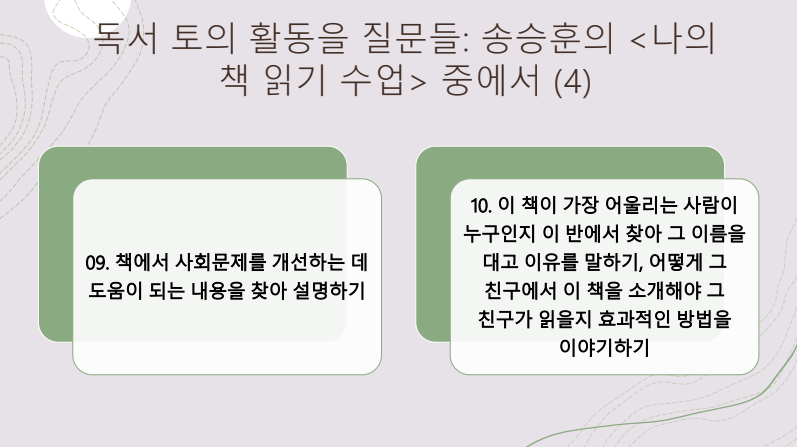 독서 토의 활동을 질문들: 송승훈의 <나의
책 읽기 수업> 중에서 (4)
09. 책에서 사회문제를 개선하는 데
도움이 되는 내용을 찾아 설명하기
10. 이 책이 가장 어울리는 사람이
누구인지 이 반에서 찾아 그 이름을
대고 이유를 말하기, 어떻게 그
친구에서 이 책을 소개해야 그
친구가 읽을지 효과적인 방법을
이야기하기